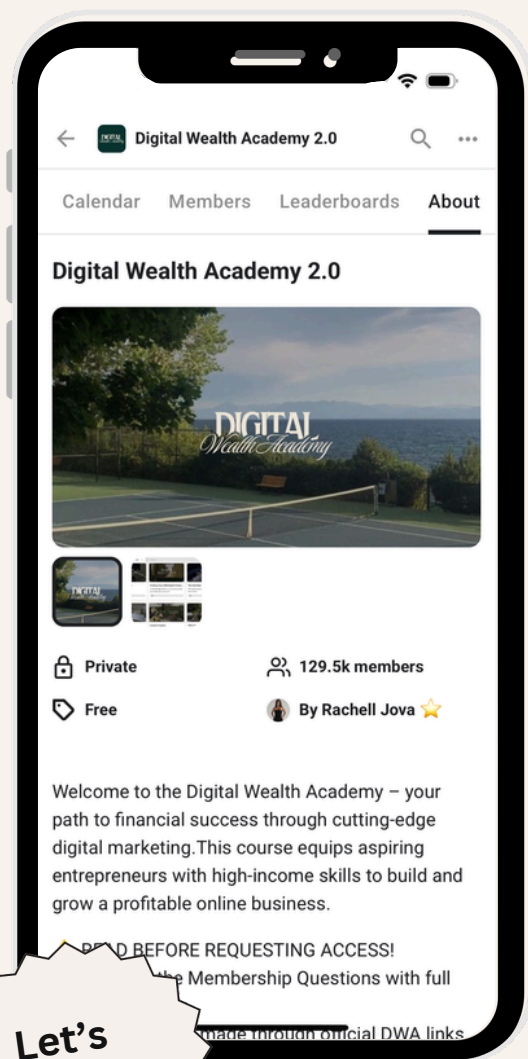 Digital Wealth Academy 2.0
Calendar Members Leaderboards About
Digital Wealth Academy 2.0
DIGITAL
Wealth Academy
Private
129.5k members
Free
By Rachell Jova
Welcome to the Digital Wealth Academy – your
path to financial success through cutting-edge
digital marketing.This course equips aspiring
entrepreneurs with high-income skills to build and
grow a profitable online business.
READ BEFORE REQUESTING ACCESS!
the Membership Questions with full
made through official DWA links
Let's